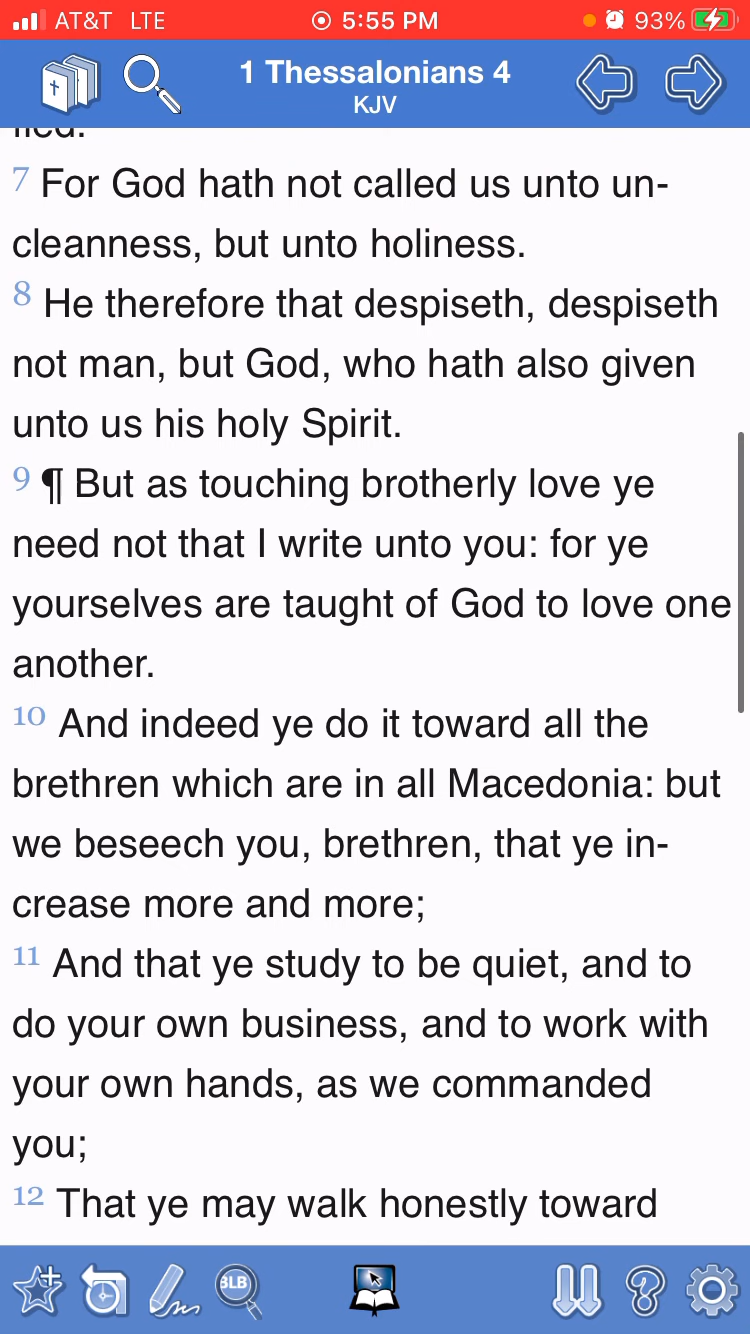 AT&T LTE 5:55 PM 93%
1 Thessalonians 4
KJV
fied.
7 For God hath not called us unto un-
cleanness, but unto holiness.
8 He therefore that despiseth, despiseth
not man, but God, who hath also given
unto us his holy Spirit.
9 ¶ But as touching brotherly love ye
need not that I write unto you: for ye
yourselves are taught of God to love one
another.
10 And indeed ye do it toward all the
brethren which are in all Macedonia: but
we beseech you, brethren, that ye in-
crease more and more;
11 And that ye study to be quiet, and to
do your own business, and to work with
your own hands, as we commanded
you;
12 That ye may walk honestly toward
BLB